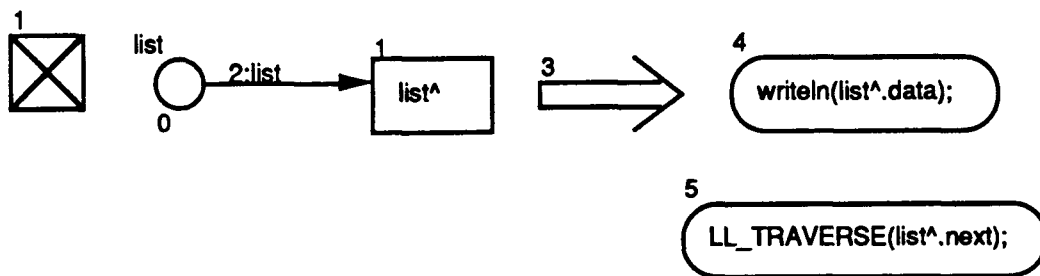 1
list
0
2:list
1
list^
3
4
writeln(list^.data);
5
LL_TRAVERSE(list^.next);